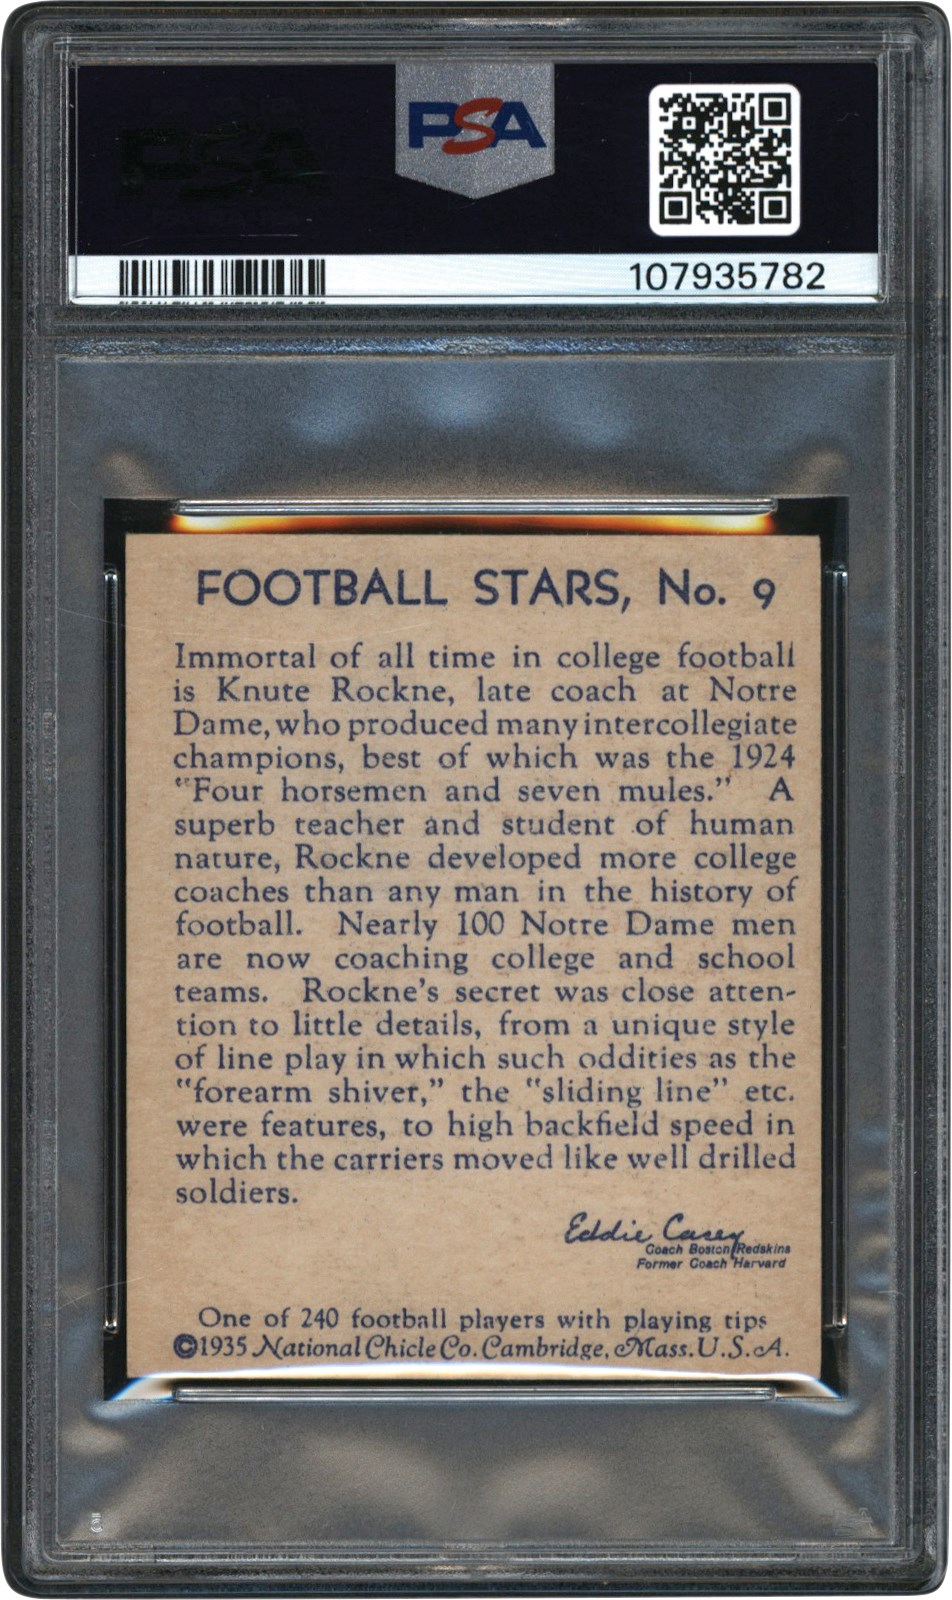 PSA
107935782
FOOTBALL STARS, No. 9
Immortal of all time in college football
is Knute Rockne, late coach at Notre
Dame, who produced many intercollegiate
champions, best of which was the 1924
"Four horsemen and seven mules." A
superb teacher and student of human
nature, Rockne developed more college
coaches than any man in the history of
football. Nearly 100 Notre Dame men
are now coaching college and school
teams. Rockne's secret was close atten-
tion to little details, from a unique style
of line play in which such oddities as the
"forearm shiver," the "sliding line" etc.
were features, to high backfield speed in
which the carriers moved like well drilled
soldiers.
Eddie Casey
Coach Boston Redskins
Former Coach Harvard
One of 240 football players with playing tips
©1935 National Chicle Co. Cambridge, Mass. U.S.A.